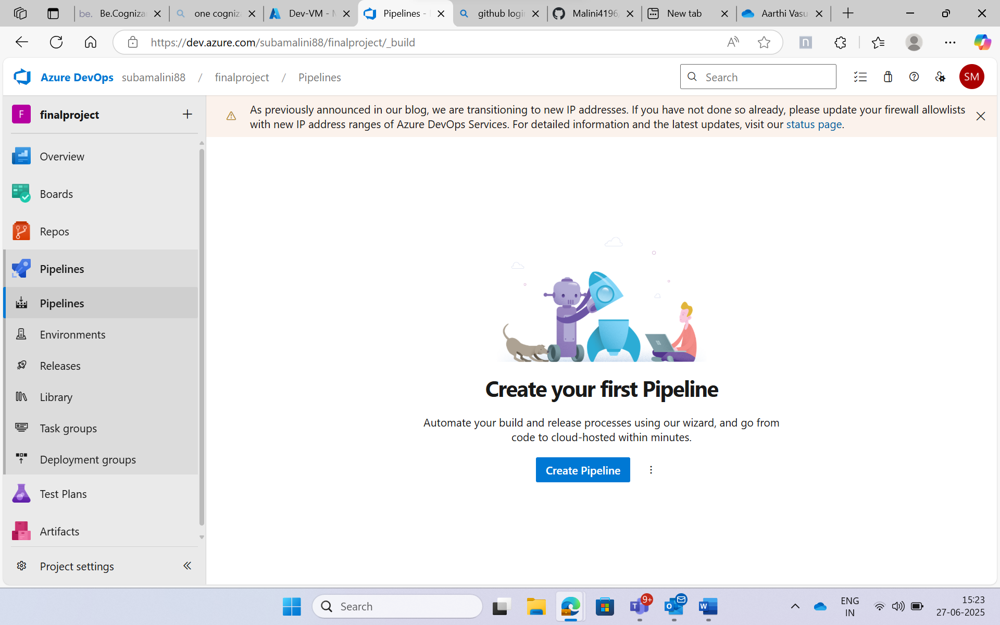 be. Be.Cogniza
one cogniza
Dev-VM - M
Pipelines -
github login
Malini4196/
New tab
Aarthi Vasu
https://dev.azure.com/subamalini88/finalproject/_build
n
Azure DevOps subamalini88 / finalproject / Pipelines
Search
SM
F finalproject
As previously announced in our blog, we are transitioning to new IP addresses. If you have not done so already, please update your firewall allowlists
with new IP address ranges of Azure DevOps Services. For detailed information and the latest updates, visit our status page.
Overview
Boards
Repos
Pipelines
Pipelines
Environments
Releases
Library
Task groups
Deployment groups
Test Plans
Artifacts
Project settings
Create your first Pipeline
Automate your build and release processes using our wizard, and go from
code to cloud-hosted within minutes.
Create Pipeline
Search
9+
ENG
IN
15:23
27-06-2025